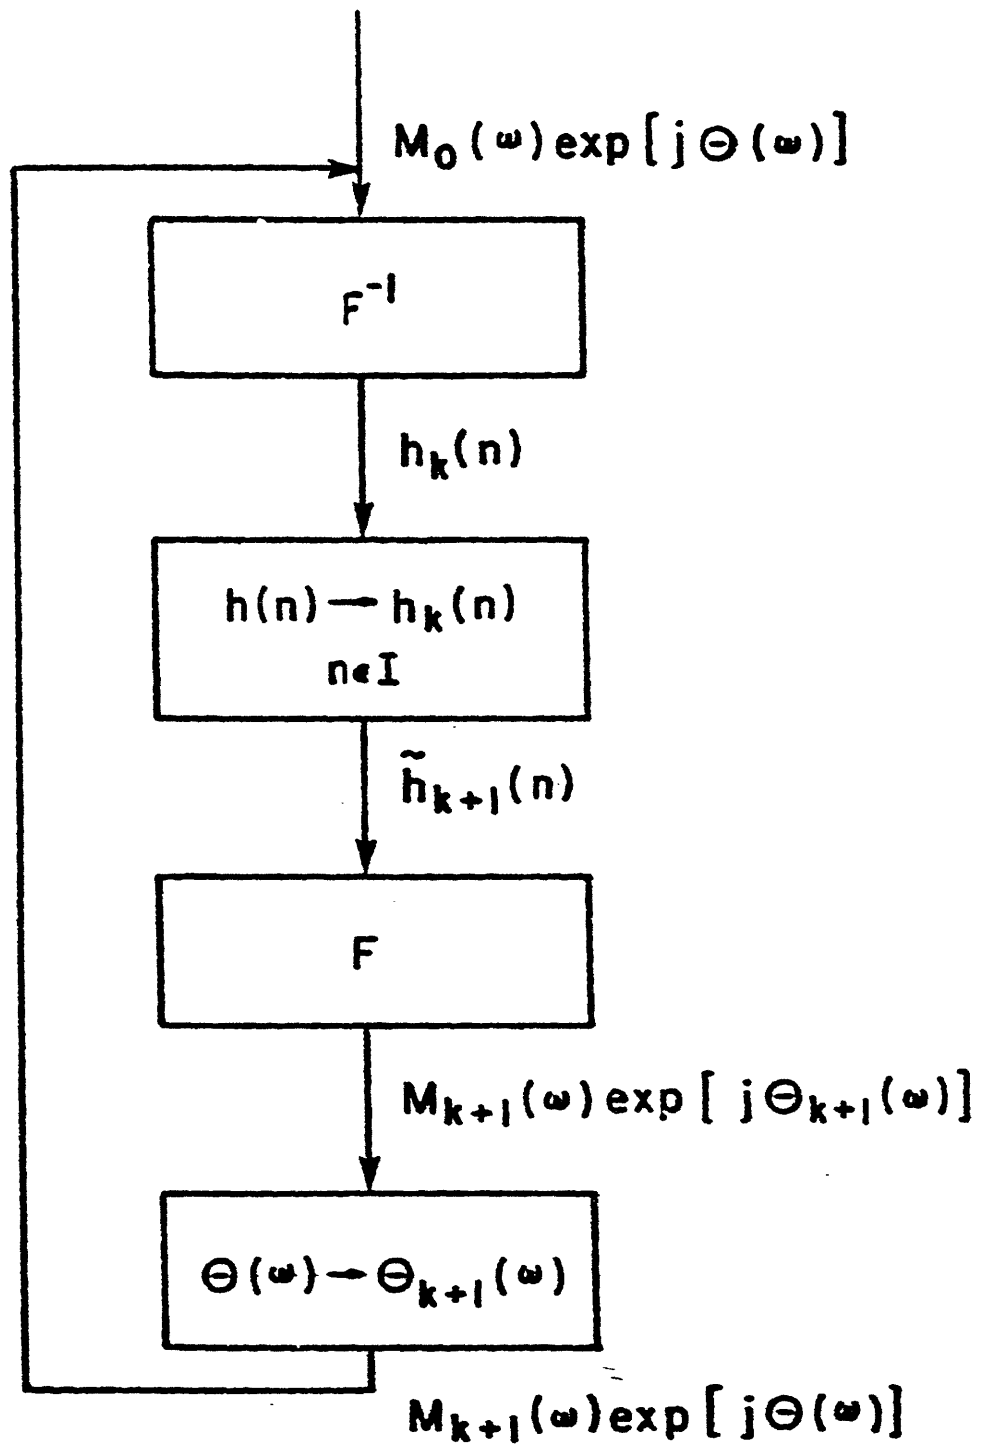 M₀(ω)exp[jΘ(ω)]
F⁻¹
hₖ(n)
h(n)→hₖ(n)
n∊I
h̃ₖ₊₁(n)
F
Mₖ₊₁(ω)exp[ jΘₖ₊₁(ω)]
Θ(ω)→Θₖ₊₁(ω)
Mₖ₊₁(ω)exp[ jΘ(ω)]